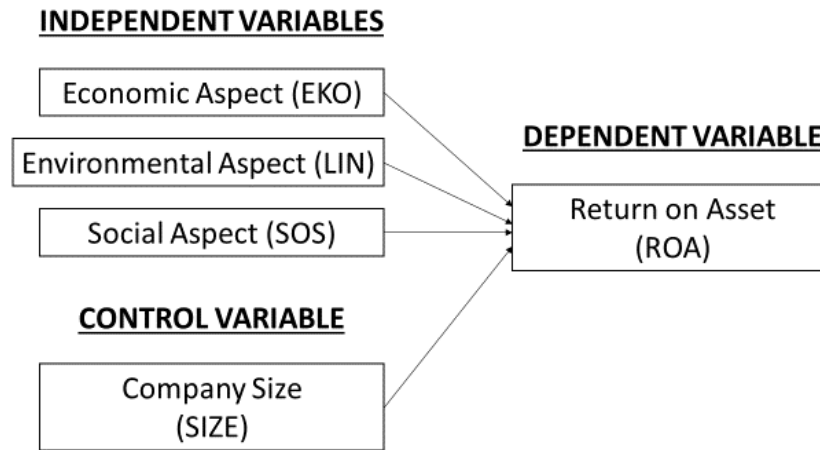 INDEPENDENT VARIABLES
Economic Aspect (EKO)
Environmental Aspect (LIN)
Social Aspect (SOS)
CONTROL VARIABLE
Company Size
(SIZE)
DEPENDENT VARIABLE
Return on Asset
(ROA)